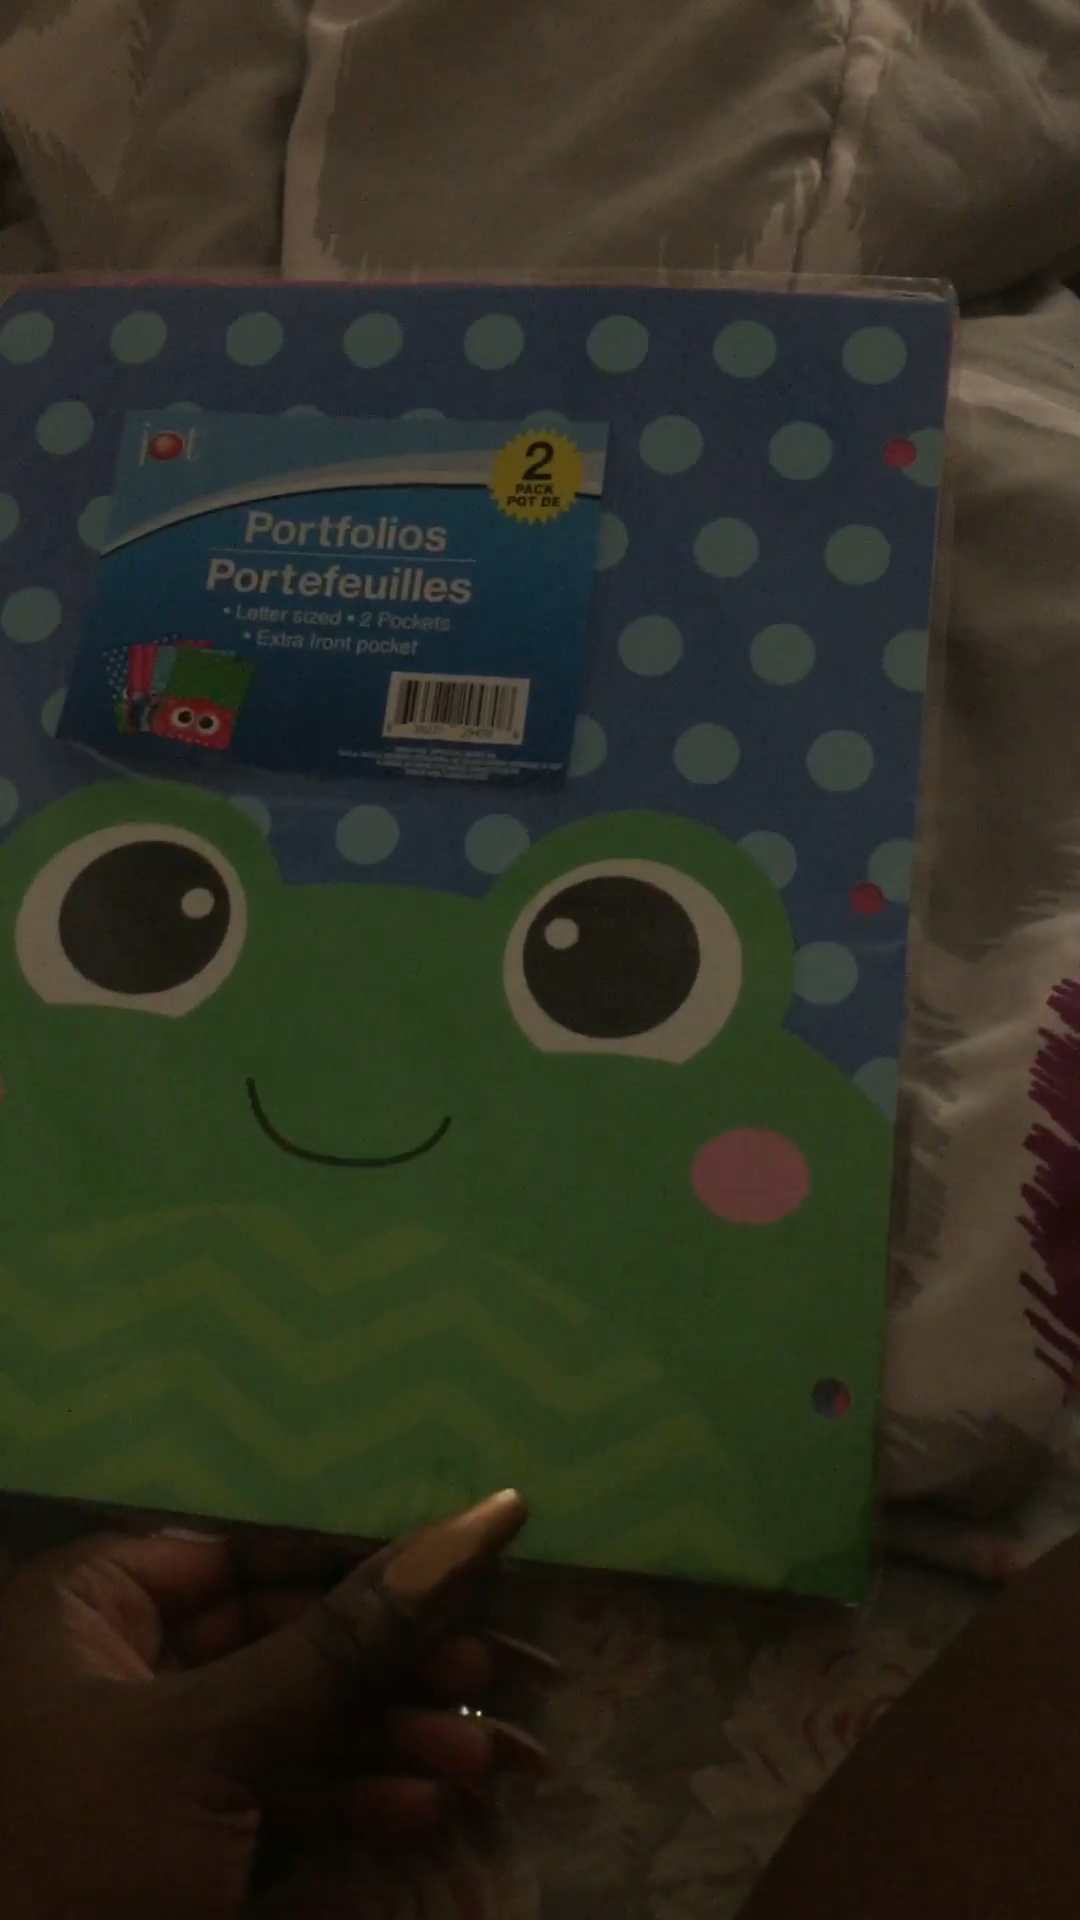 jot
2
PACK
PQT DE
Portfolios
Portefeuilles
• Letter sized • 2 Pockets
• Extra front pocket